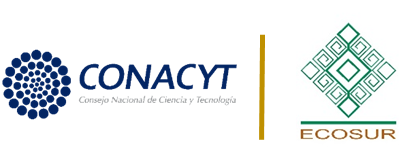 CONACYT
Consejo Nacional de Ciencia y Tecnología
ECOSUR